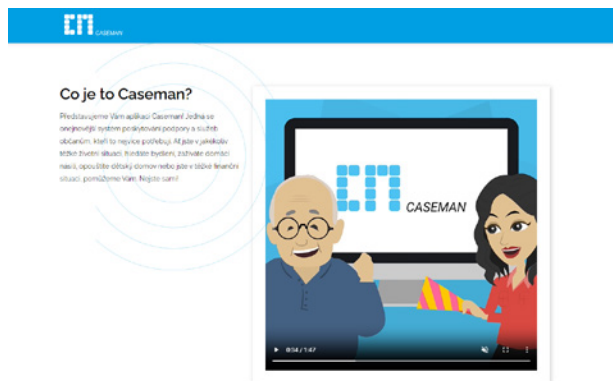 CASEMAN
Co je to Caseman?
Představujeme Vám aplikaci Caseman! Jedná se
o nejnovější systém poskytování podpory a služeb
občanům, kteří to nejvíce potřebují. Ať jste v jakékoliv
těžké životní situaci, hledáte bydlení, zažíváte domácí
násilí, opouštíte dětský domov nebo jste v těžké finanční
situaci, pomůžeme Vám. Nejste sami!
CASEMAN
0:04 / 1:47